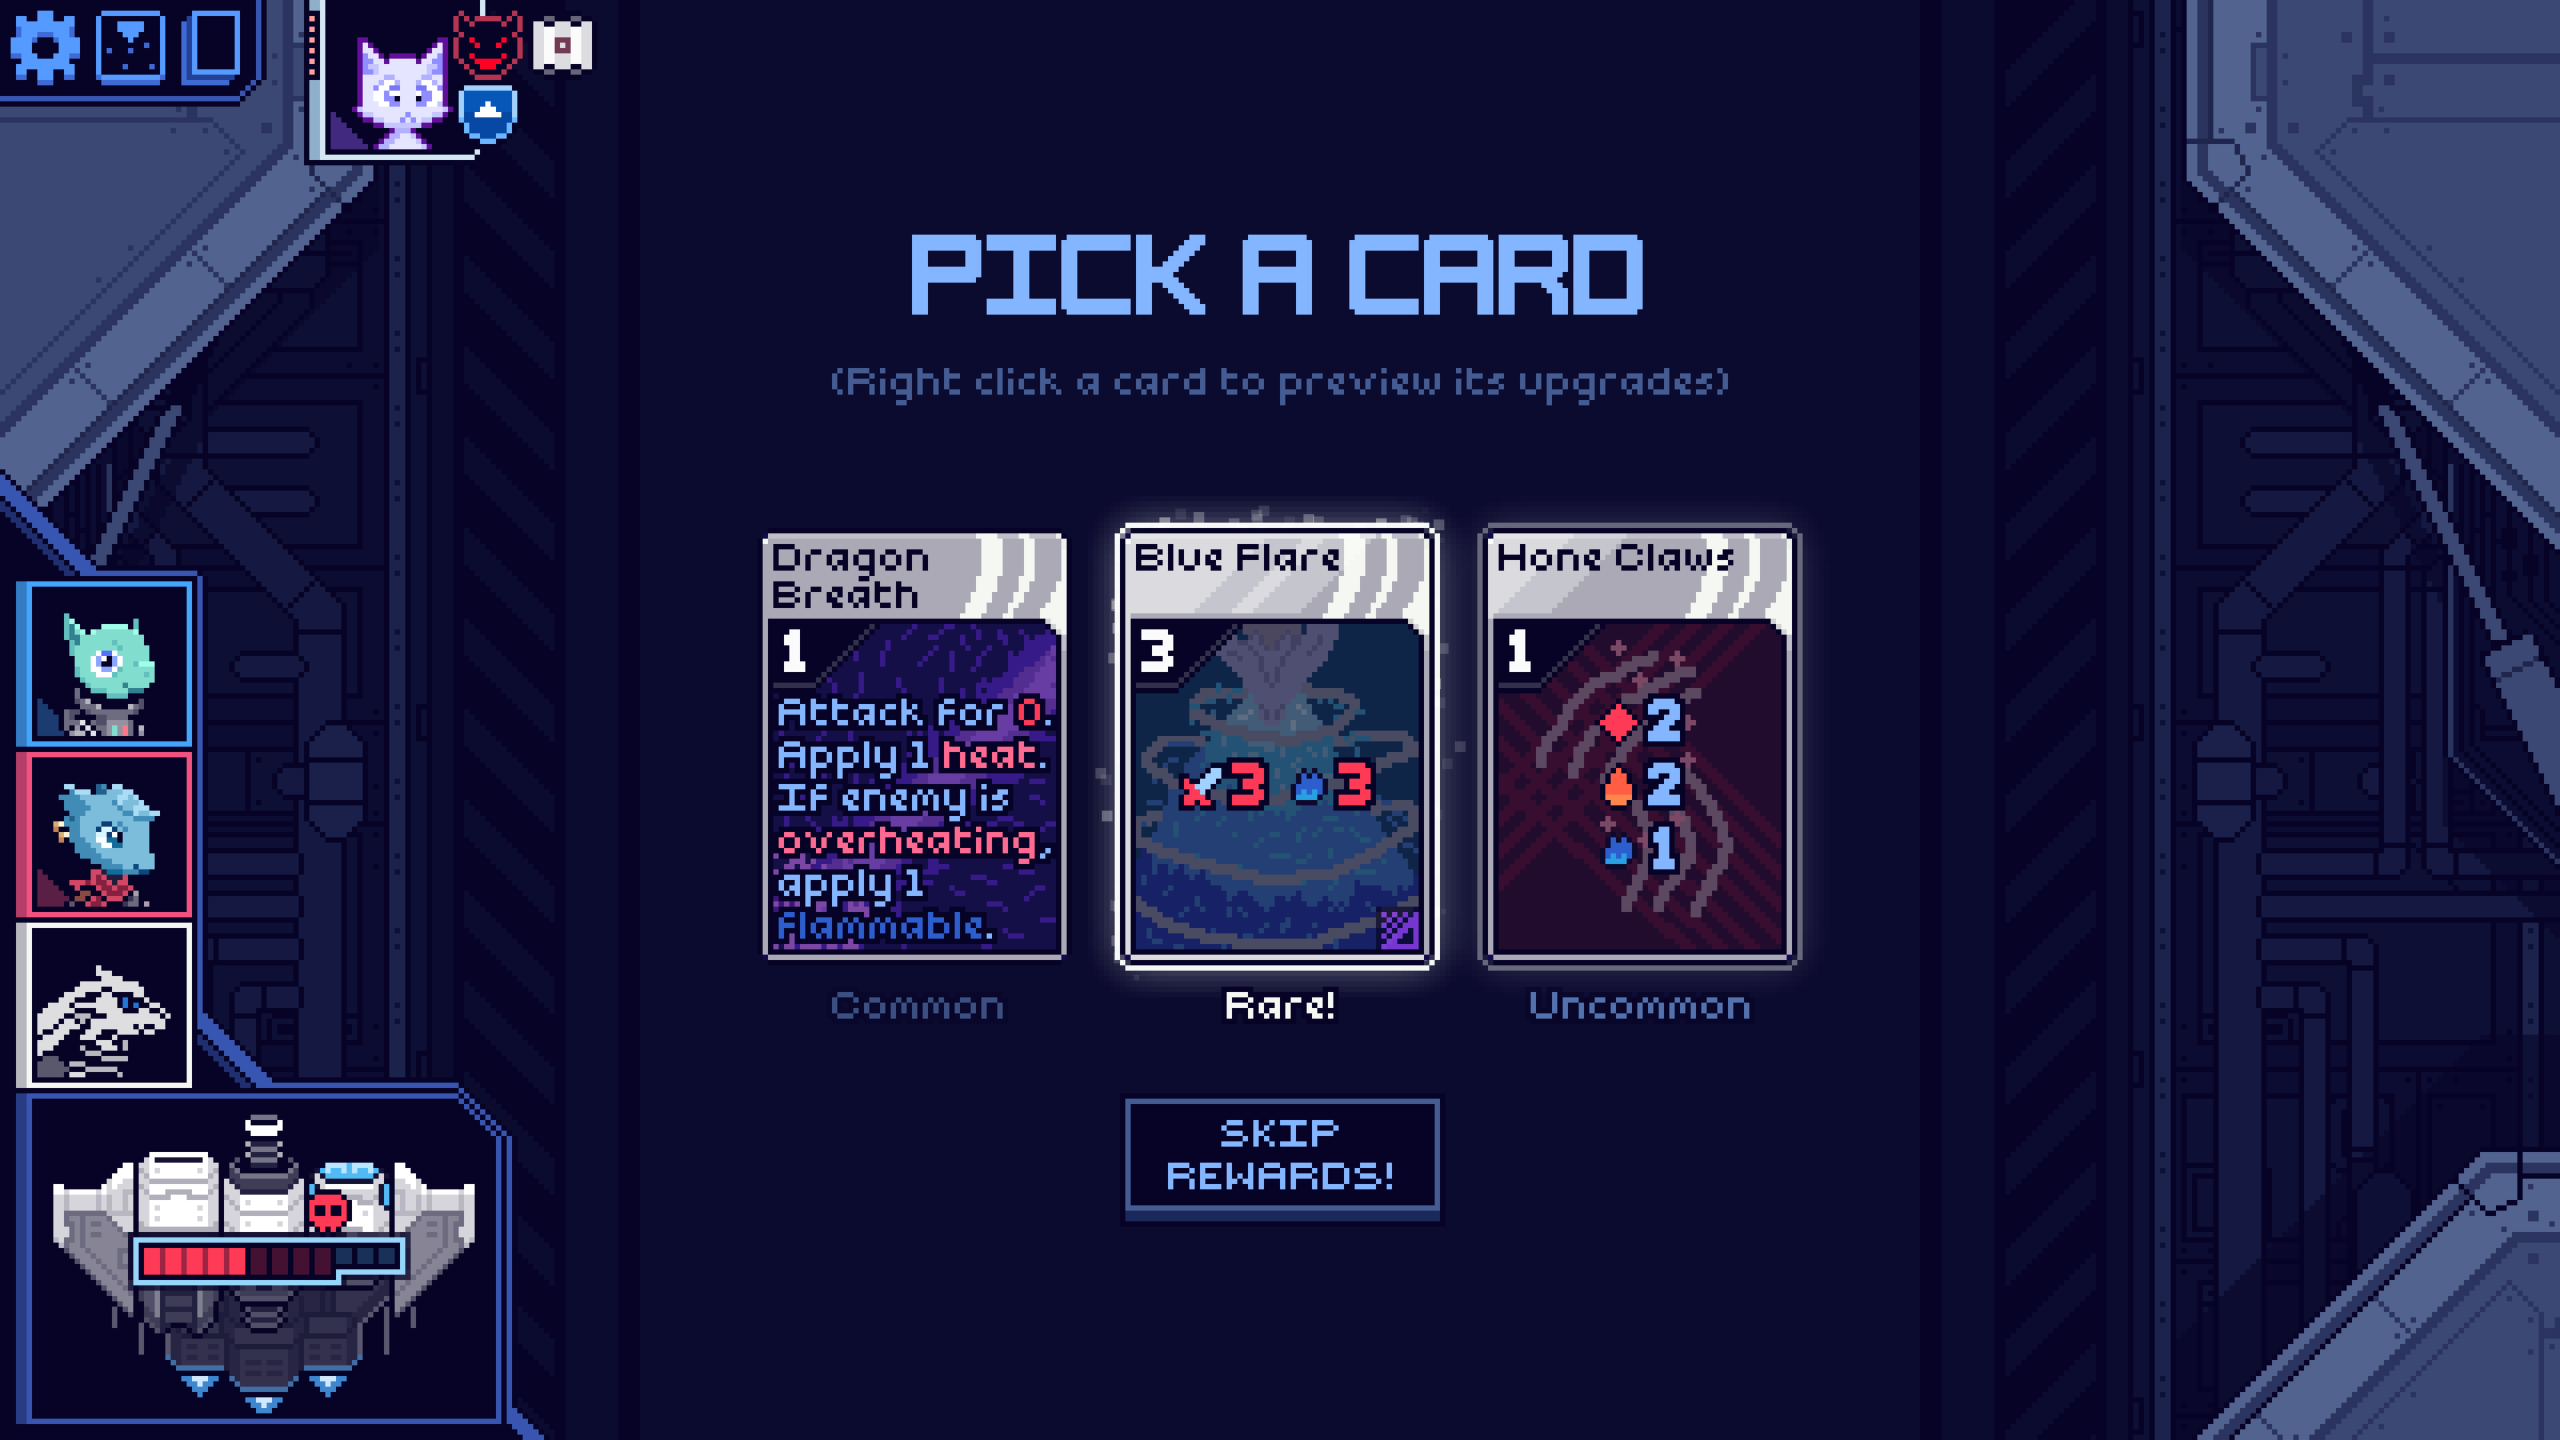 PICK A CARD
(Right click a card to preview its upgrades)
Dragon
Breath
1
Attack for 0.
Apply 1 heat.
If enemy is
overheating,
apply 1
flammable.
Common
Blue Flare
3
3 3
Rare!
Hone Claws
1
2
2
1
Uncommon
SKIP
REWARDS!